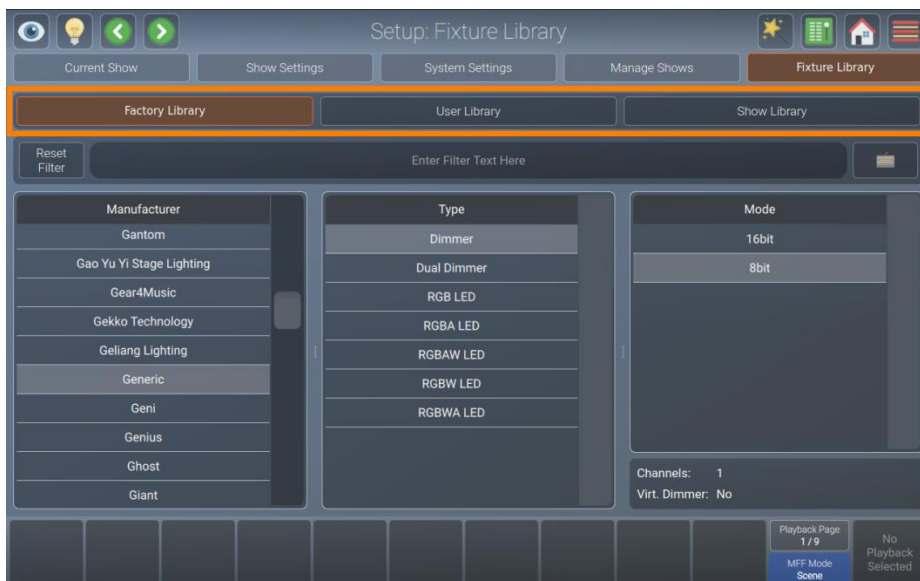 Setup: Fixture Library
Current Show
Show Settings
System Settings
Manage Shows
Fixture Library
Factory Library
User Library
Show Library
Reset
Filter
Enter Filter Text Here
Manufacturer
Gantom
Gao Yu Yi Stage Lighting
Gear4Music
Gekko Technology
Geliang Lighting
Generic
Geni
Genius
Ghost
Giant
Type
Dimmer
Dual Dimmer
RGB LED
RGBA LED
RGBAW LED
RGBW LED
RGBWA LED
Mode
16bit
8bit
Channels: 1
Virt. Dimmer: No
Playback Page
1 / 9
MFF Mode
Scene
No
Playback
Selected